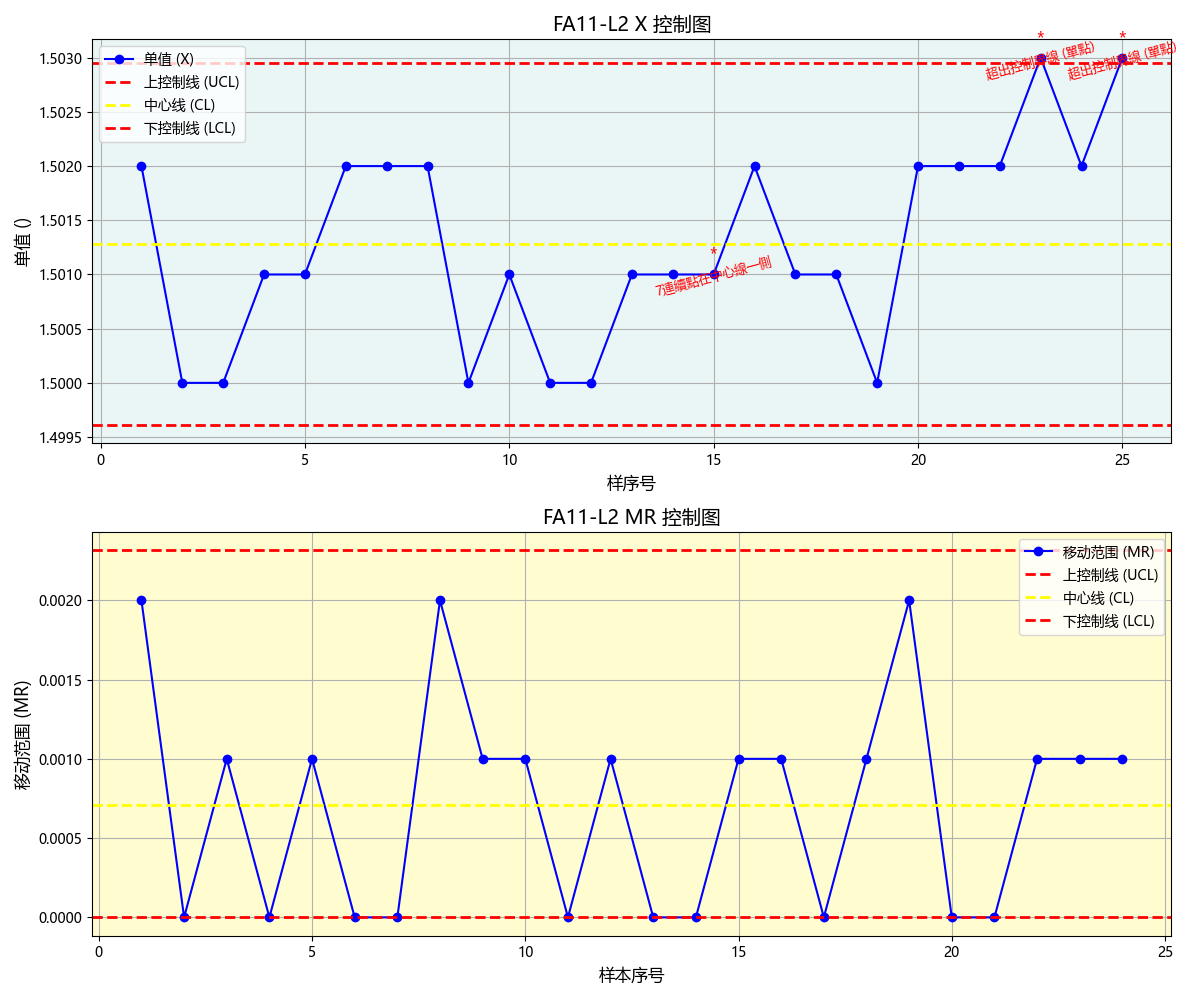 FA11-L2 X 控制图
单值 ()
1.5030
1.5025
1.5020
1.5015
1.5010
1.5005
1.5000
1.4995
单值 (X)
上控制线 (UCL)
中心线 (CL)
下控制线 (LCL)
*
*
超出控制界線 (單點)
超出控制界線 (單點)
*
7連續點在中心線一側
0
5
10
15
20
25
样序号
FA11-L2 MR 控制图
移动范围 (MR)
0.0020
0.0015
0.0010
0.0005
0.0000
移动范围 (MR)
上控制线 (UCL)
中心线 (CL)
下控制线 (LCL)
0
5
10
15
20
25
样本序号